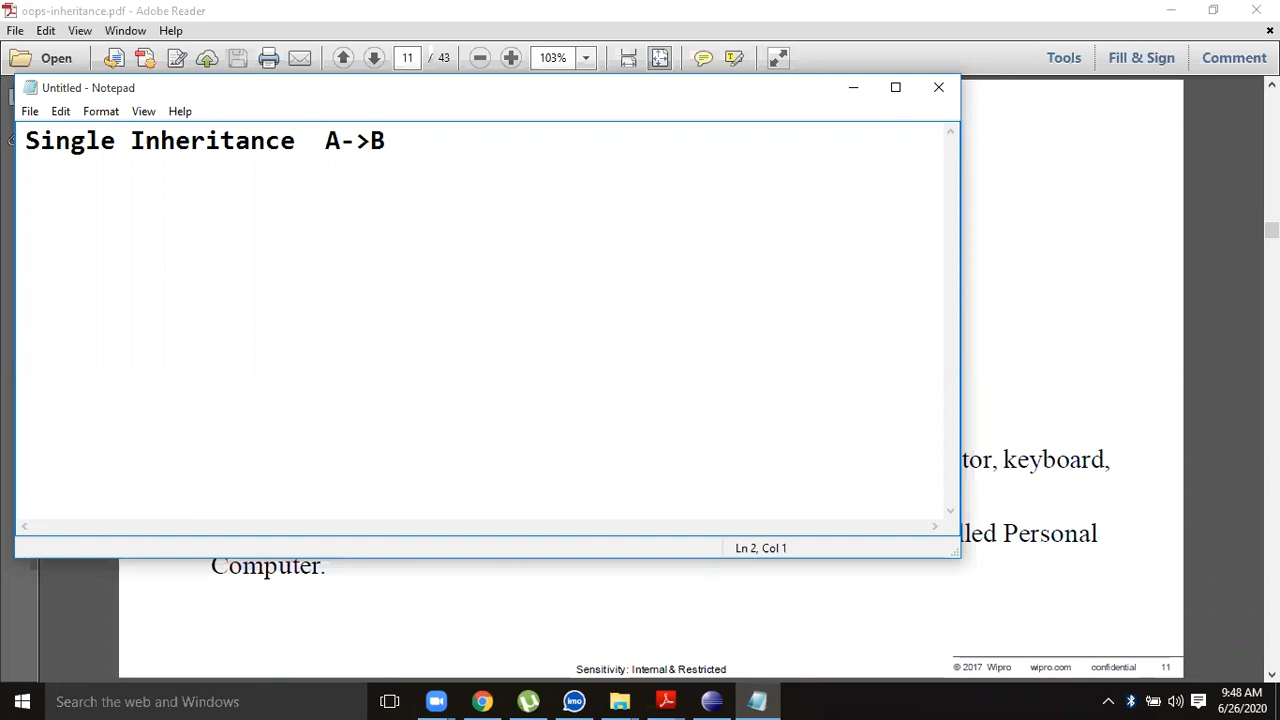 oops-inheritance.pdf - Adobe Reader
File Edit View Window Help
Open 11 / 43 103% Tools Fill & Sign Comment
Untitled - Notepad
File Edit Format View Help
Single Inheritance A->B
tor, keyboard,
lled Personal
Computer.
Ln 2, Col 1
Sensitivity: Internal & Restricted
© 2017 Wipro wipro.com confidential 11
Search the web and Windows
imo
9:48 AM
6/26/2020